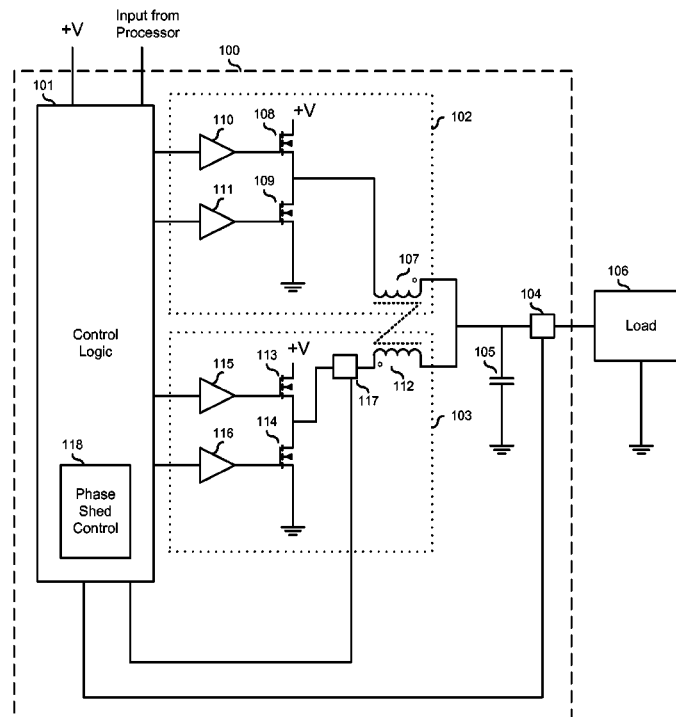 Input from
+V Processor
100
101
108 +V
110
102
109
111
107
104
106
Load
Control
Logic
105
+V
113
115
117
112
114
116
103
118
Phase
Shed
Control